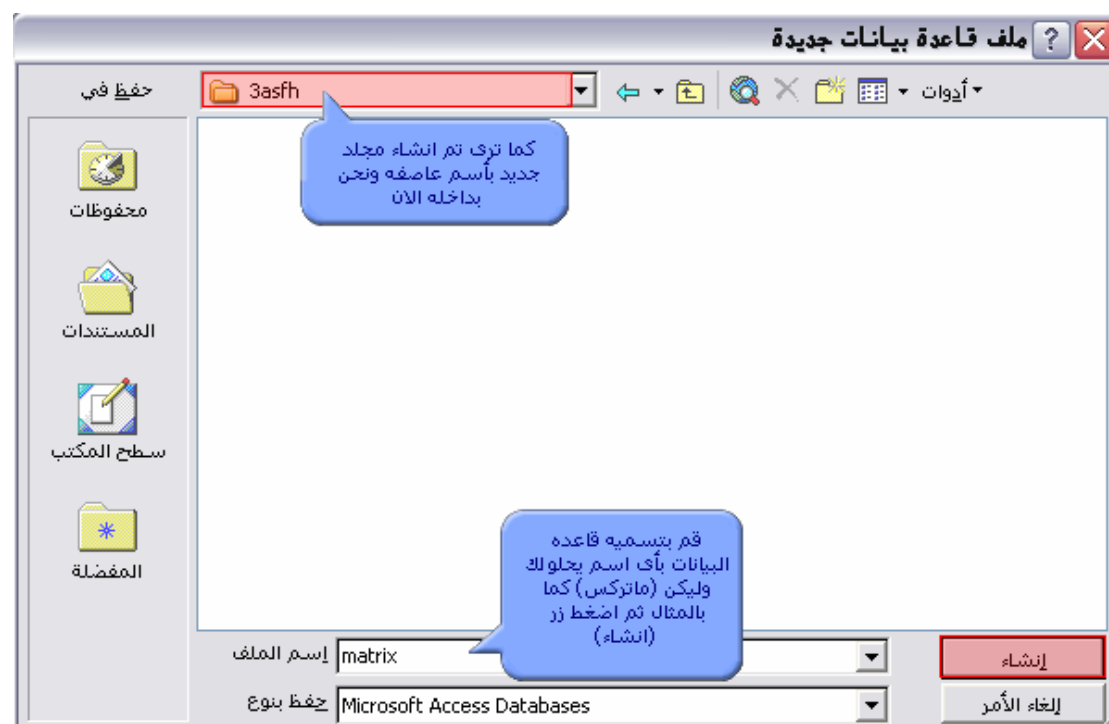 ملف قاعدة بيانات جديدة
حفظ في
3asfh
أدوات
كما ترى تم انشاء مجلد
جديد بأسم عاصفه ونحن
بداخله الان
محفوظات
المستندات
سطح المكتب
المفضلة
قم بتسميه قاعده
البيانات بأى اسم يحلولك
وليكن (ماتركس) كما
بالمثال ثم اضغط زر
(انشاء)
إسم الملف
matrix
إنشاء
حفظ بنوع
Microsoft Access Databases
إلغاء الأمر